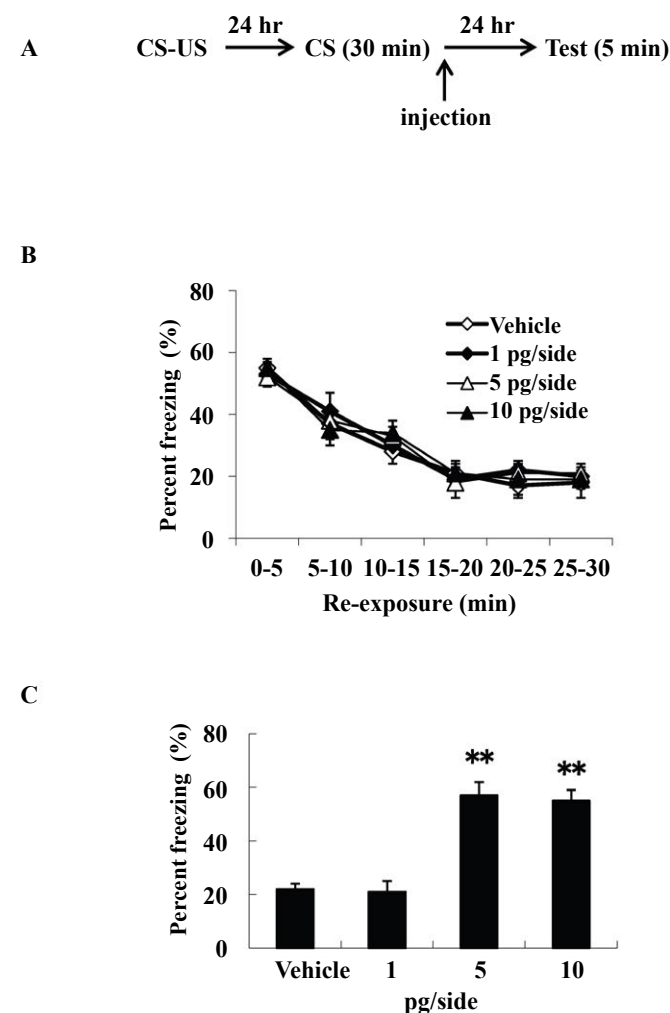 A
24 hr 24 hr
CS-US CS (30 min) Test (5 min)
injection
B
80
60
40
20
0
Percent freezing (%)
Vehicle
1 pg/side
5 pg/side
10 pg/side
0-5 5-10 10-15 15-20 20-25 25-30
Re-exposure (min)
C
80
60
40
20
0
Percent freezing (%)
** **
Vehicle 1 5 10
pg/side